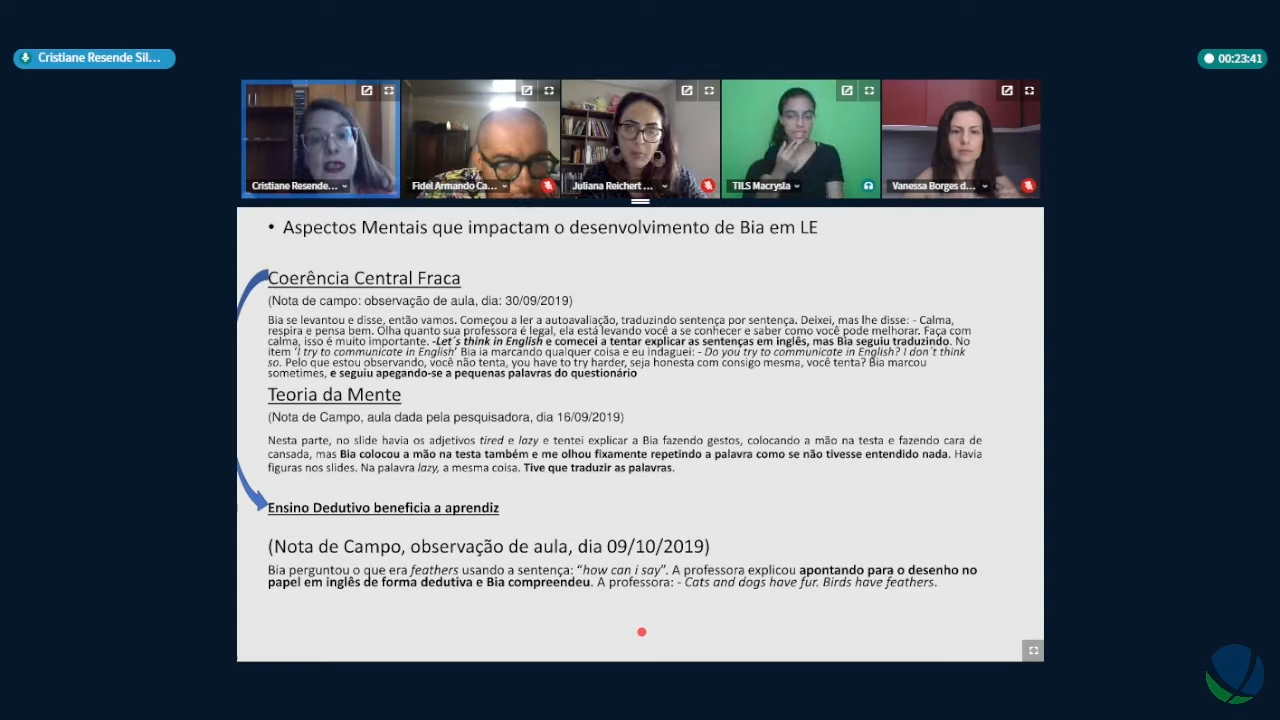 Cristiane Resende Sil...
00:23:41
Cristiane Resende...
Fidel Armando Ca...
Juliana Reichert ...
TILS Macrysla
Vanessa Borges d...
• Aspectos Mentais que impactam o desenvolvimento de Bia em LE
Coerência Central Fraca
(Nota de campo: observação de aula, dia: 30/09/2019)
Bia se levantou e disse, então vamos. Começou a ler a autoavaliação, traduzindo sentença por sentença. Deixei, mas lhe disse: - Calma,
respira e pensa bem. Olha quanto sua professora é legal, ela está levando você a se conhecer e saber como você pode melhorar. Faça com
calma, isso é muito importante. -Let´s think in English e comecei a tentar explicar as sentenças em inglês, mas Bia seguiu traduzindo. No
item ‘I try to communicate in English’ Bia ia marcando qualquer coisa e eu indaguei: - Do you try to communicate in English? I don´t think
so. Pelo que estou observando, você não tenta, you have to try harder, seja honesta com consigo mesma, você tenta? Bia marcou
sometimes, e seguiu apegando-se a pequenas palavras do questionário
Teoria da Mente
(Nota de Campo, aula dada pela pesquisadora, dia 16/09/2019)
Nesta parte, no slide havia os adjetivos tired e lazy e tentei explicar a Bia fazendo gestos, colocando a mão na testa e fazendo cara de
cansada, mas Bia colocou a mão na testa também e me olhou fixamente repetindo a palavra como se não tivesse entendido nada. Havia
figuras nos slides. Na palavra lazy, a mesma coisa. Tive que traduzir as palavras.
Ensino Dedutivo beneficia a aprendiz
(Nota de Campo, observação de aula, dia 09/10/2019)
Bia perguntou o que era feathers usando a sentença: “how can i say”. A professora explicou apontando para o desenho no
papel em inglês de forma dedutiva e Bia compreendeu. A professora: - Cats and dogs have fur. Birds have feathers.